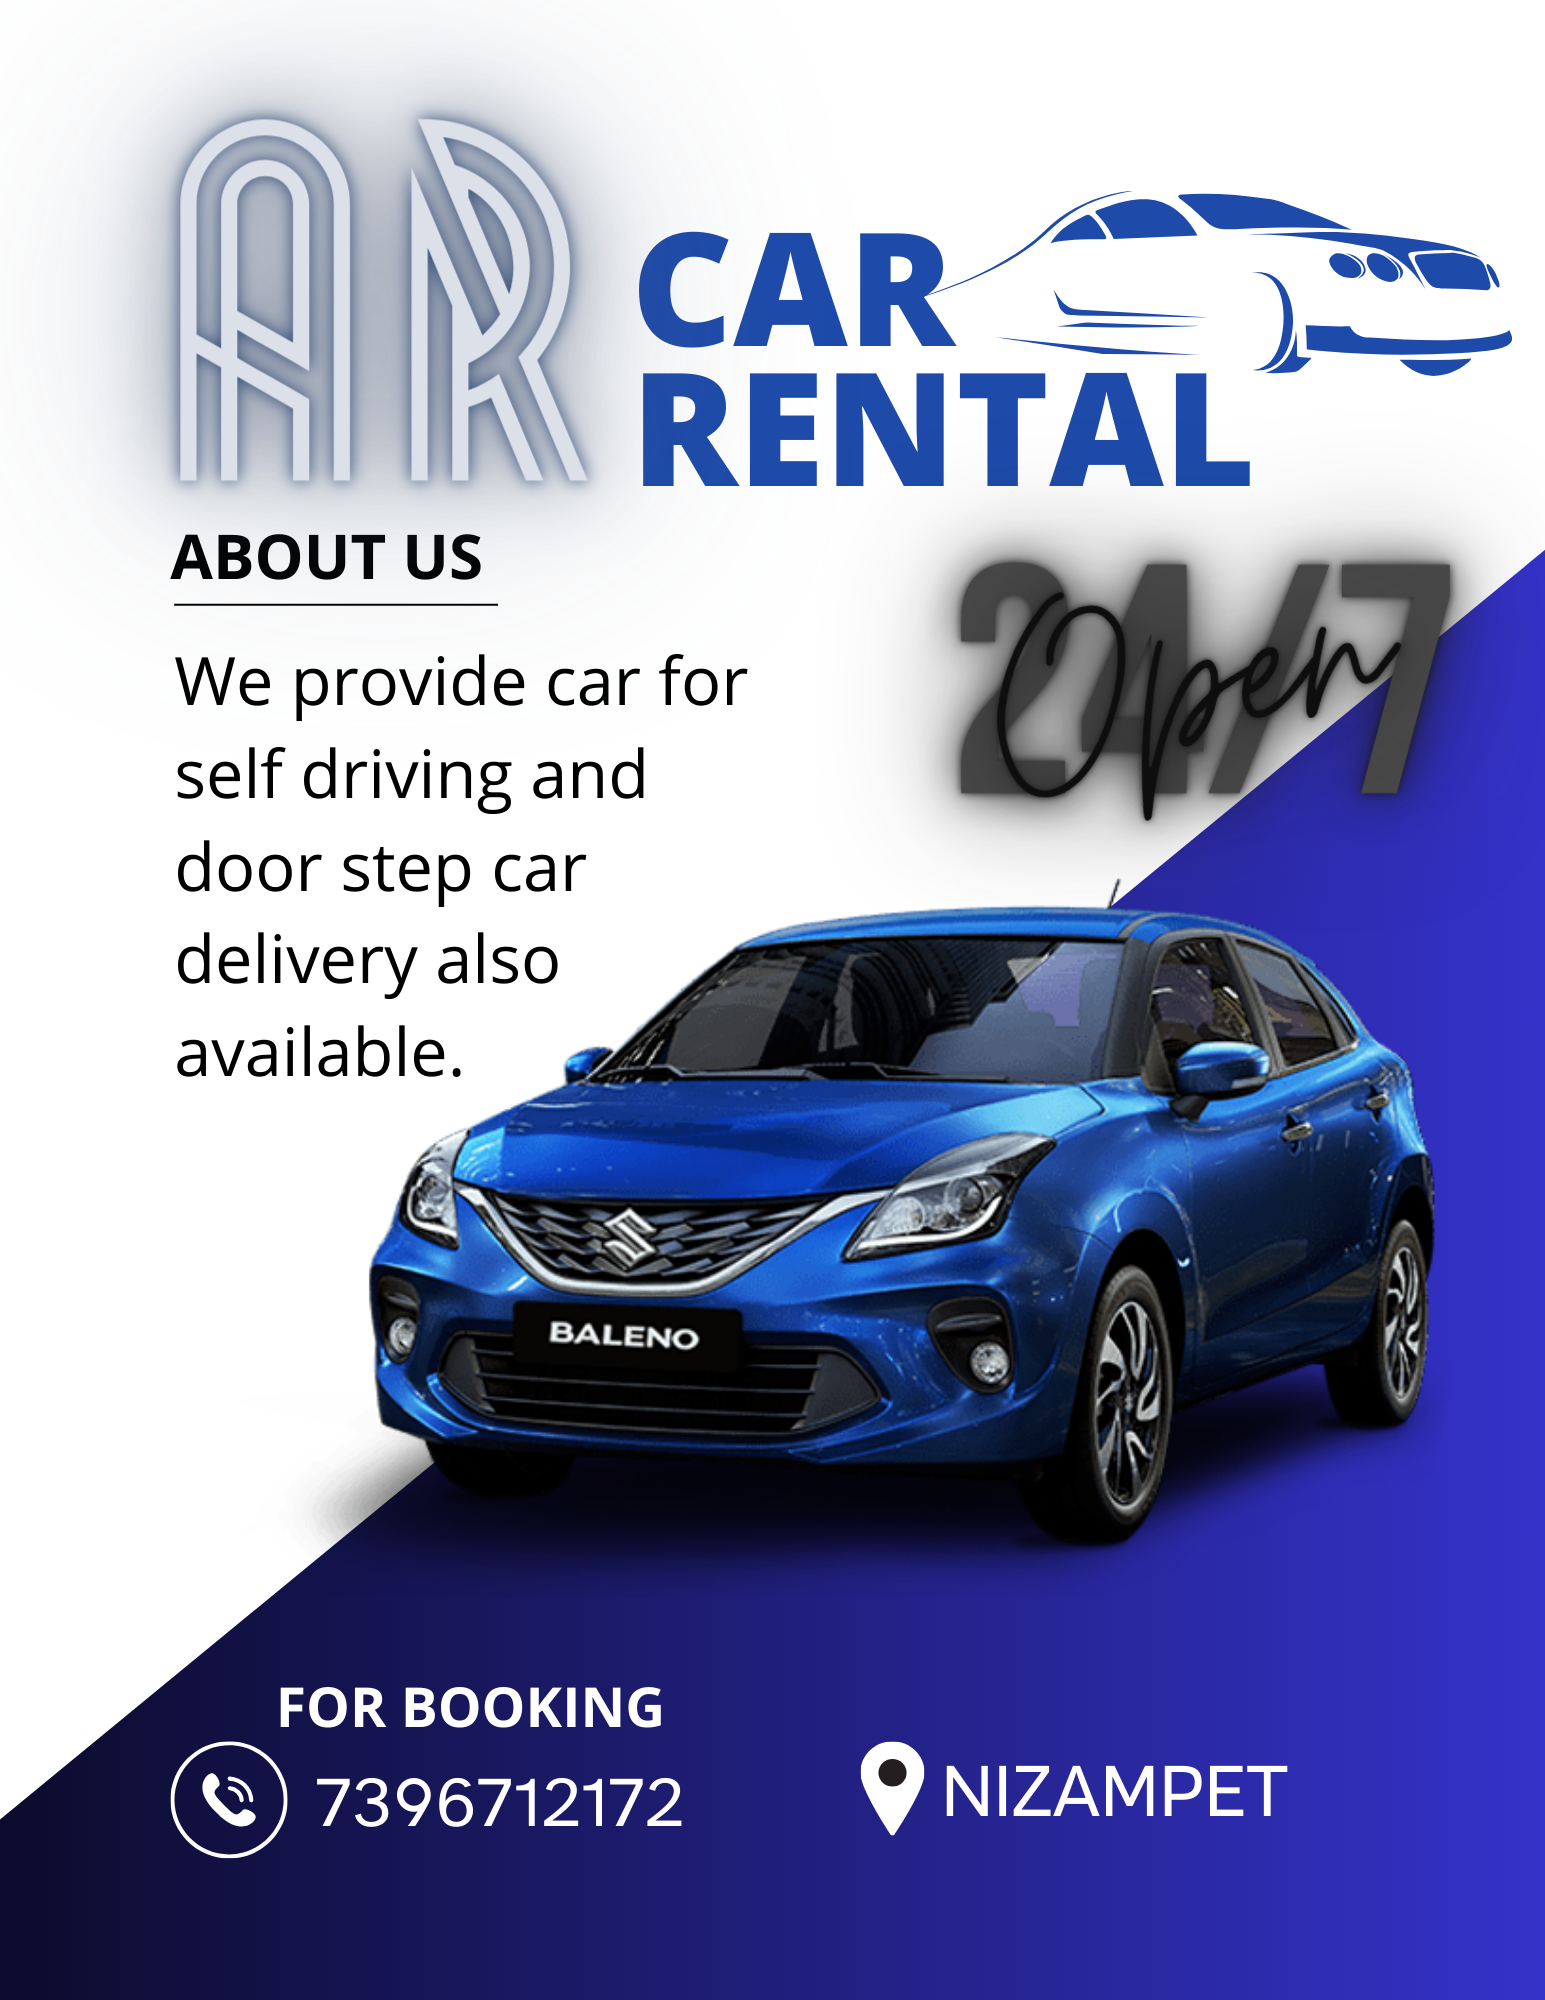 AR
CAR
RENTAL
ABOUT US
24/7
Open
We provide car for
self driving and
door step car
delivery also
available.
BALENO
FOR BOOKING
7396712172
NIZAMPET